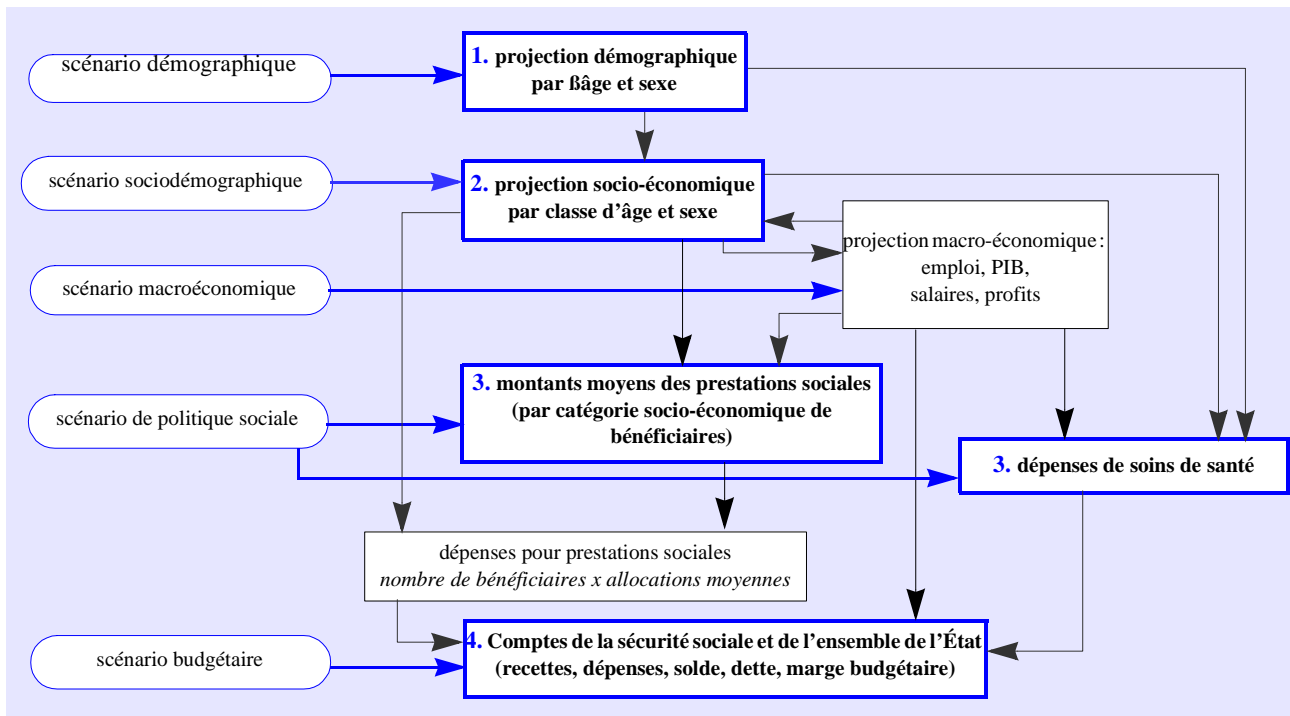 scénario démographique
1. projection démographique
par ßâge et sexe
scénario sociodémographique
2. projection socio-économique
par classe d’âge et sexe
projection macro-économique :
emploi, PIB,
salaires, profits
scénario macroéconomique
3. montants moyens des prestations sociales
(par catégorie socio-économique de
bénéficiaires)
scénario de politique sociale
3. dépenses de soins de santé
dépenses pour prestations sociales
nombre de bénéficiaires x allocations moyennes
4. Comptes de la sécurité sociale et de l’ensemble de l’État
(recettes, dépenses, solde, dette, marge budgétaire)
scénario budgétaire